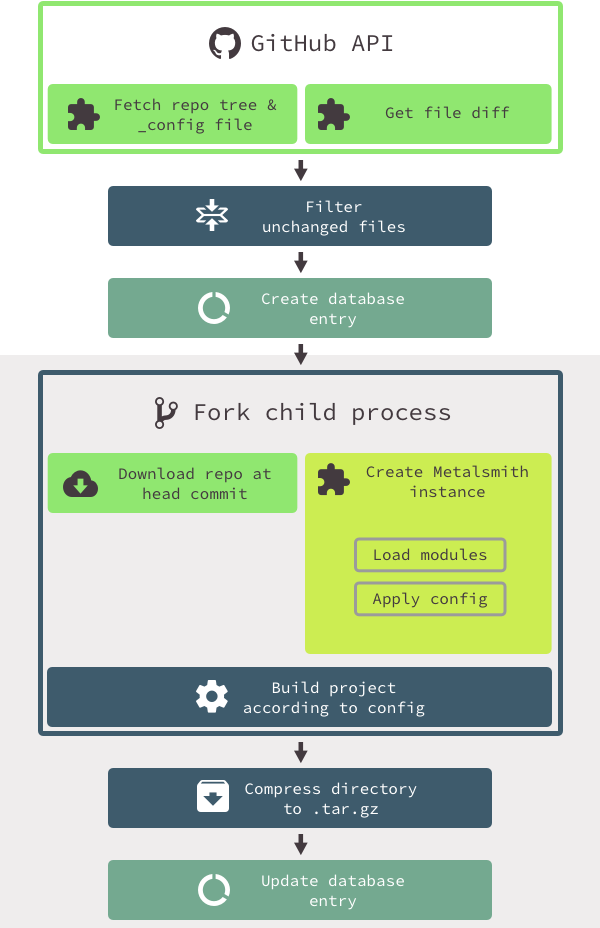 GitHub API
Fetch repo tree &
_config file
Get file diff
Filter
unchanged files
Create database
entry
Fork child process
Download repo at
head commit
Create Metalsmith
instance
Load modules
Apply config
Build project
according to config
Compress directory
to .tar.gz
Update database
entry